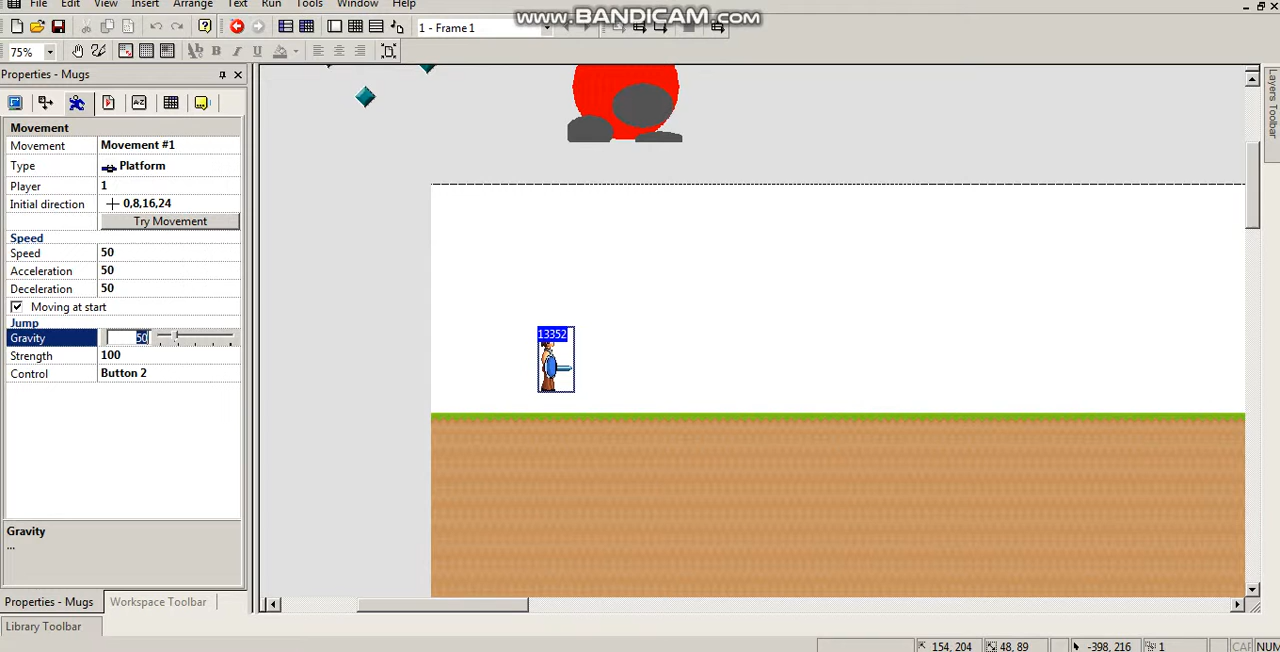 File Edit View Insert Arrange Text Run Tools Window Help
www.BANDICAM.com
1 - Frame 1
75%
B I U
Properties - Mugs
Movement
Movement Movement #1
Type Platform
Player 1
Initial direction 0,8,16,24
Try Movement
Speed
Speed 50
Acceleration 50
Deceleration 50
Moving at start
Jump
Gravity 50
Strength 100
Control Button 2
Gravity
...
Properties - Mugs Workspace Toolbar
Library Toolbar
Layers Toolbar
13352
154, 204 48, 89 -398, 216 1 CAP NUM